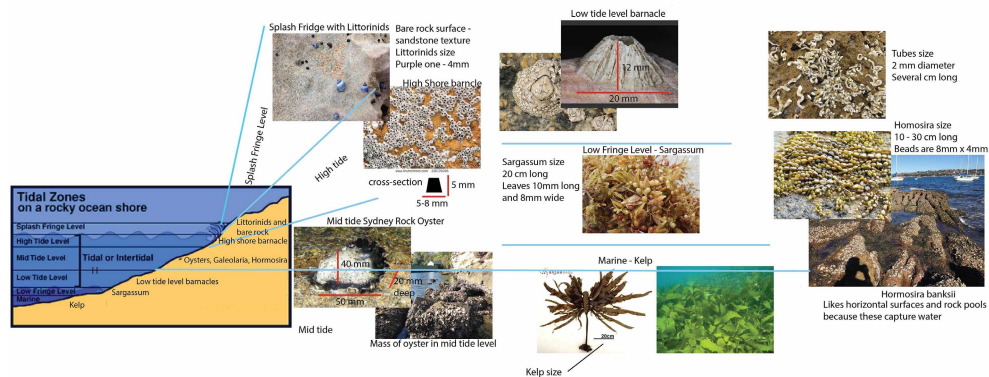 Splash Fridge with Littorinids
Bare rock surface -
sandstone texture
Littorinids size
Purple one - 4mm
High Shore barncle
Splash Fringe Level
High tide
cross-section
5 mm
5-8 mm
Tidal Zones
on a rocky ocean shore
Splash Fringe Level
High Tide Level
Mid Tide Level
Low Tide Level
Low Fringe Level
Marine
Tidal or Intertidal
Littorinids and
bare rock
High shore barnacle
Oysters, Galeolaria, Hormosira
Low tide level bamacles
Sargassum
Kelp
Mid tide Sydney Rock Oyster
40 mm
50 mm
20 mm
deep
Mid tide
Mass of oyster in mid tide level
Low tide level barnacle
12 mm
20 mm
Low Fringe Level - Sargassum
Sargassum size
20 cm long
Leaves 10mm long
and 8mm wide
Marine - Kelp
20cm
Kelp size
Tubes size
2 mm diameter
Several cm long
Homosira size
10 - 30 cm long
Beads are 8mm x 4mm
Hormosira banksii
Likes horizontal surfaces and rock pools
because these capture water